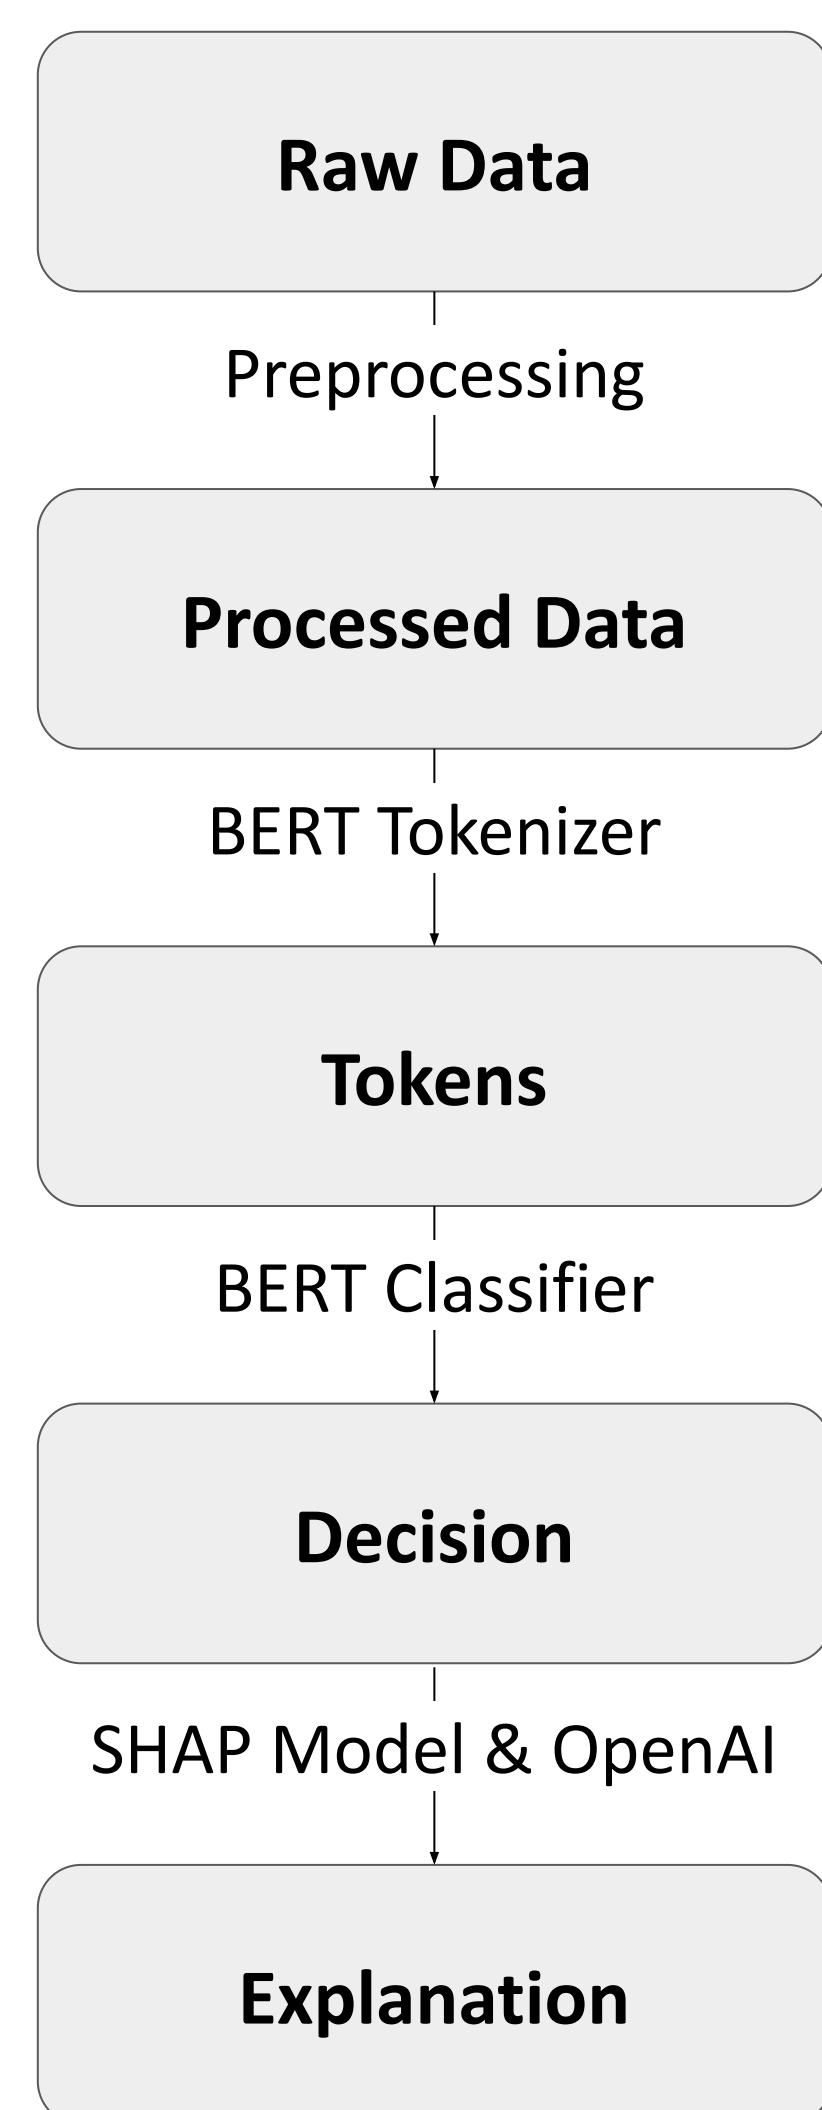 Raw Data
Preprocessing
Processed Data
BERT Tokenizer
Tokens
BERT Classifier
Decision
SHAP Model & OpenAI
Explanation